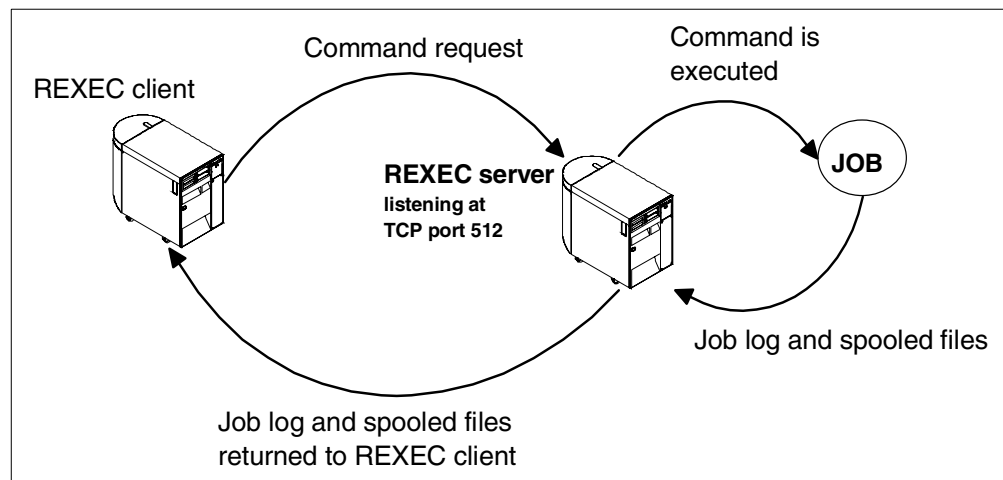 Command request
Command is
executed
REXEC client
REXEC server
listening at
TCP port 512
JOB
Job log and spooled files
Job log and spooled files
returned to REXEC client